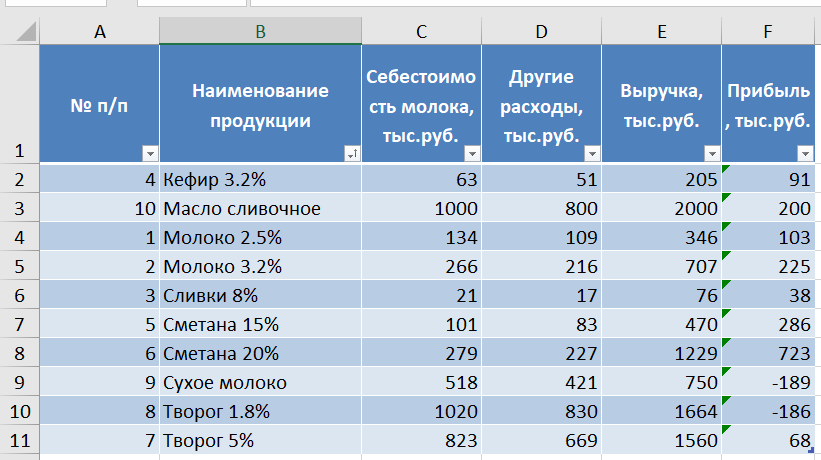 A B C D E F
1 № п/п Наименование продукции Себестоимо сть молока, тыс.руб. Другие расходы, тыс.руб. Выручка, тыс.руб. Прибыль , тыс.руб.
2 4 Кефир 3.2% 63 51 205 91
3 10 Масло сливочное 1000 800 2000 200
4 1 Молоко 2.5% 134 109 346 103
5 2 Молоко 3.2% 266 216 707 225
6 3 Сливки 8% 21 17 76 38
7 5 Сметана 15% 101 83 470 286
8 6 Сметана 20% 279 227 1229 723
9 9 Сухое молоко 518 421 750 -189
10 8 Творог 1.8% 1020 830 1664 -186
11 7 Творог 5% 823 669 1560 68